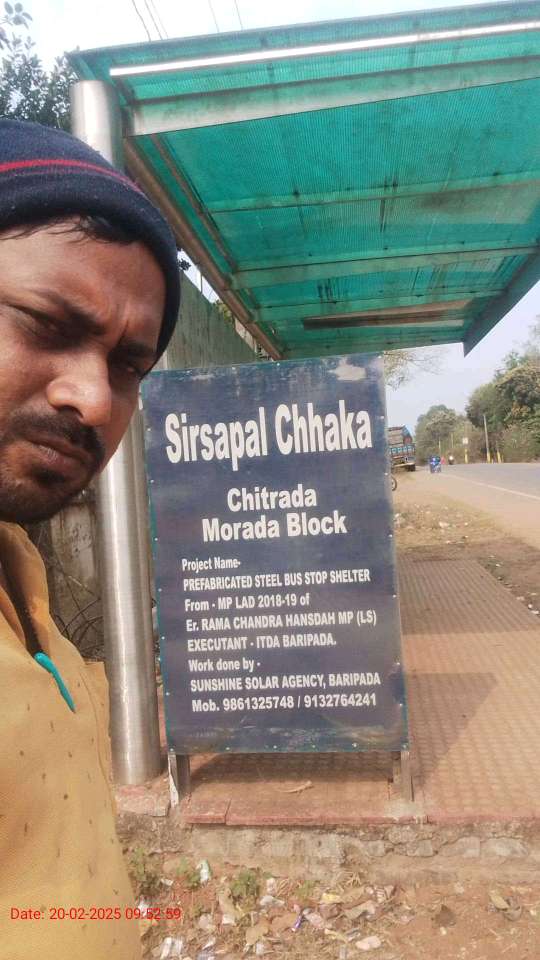 Sirsapal Chhaka
Chitrada
Morada Block
Project Name-
PREFABRICATED STEEL BUS STOP SHELTER
From - MP LAD 2018-19 of
Er. RAMA CHANDRA HANSDAH MP (LS)
EXECUTANT - ITDA BARIPADA.
Work done by -
SUNSHINE SOLAR AGENCY, BARIPADA
Mob. 9861325748 / 9132764241
Date: 20-02-2025 09:52:59